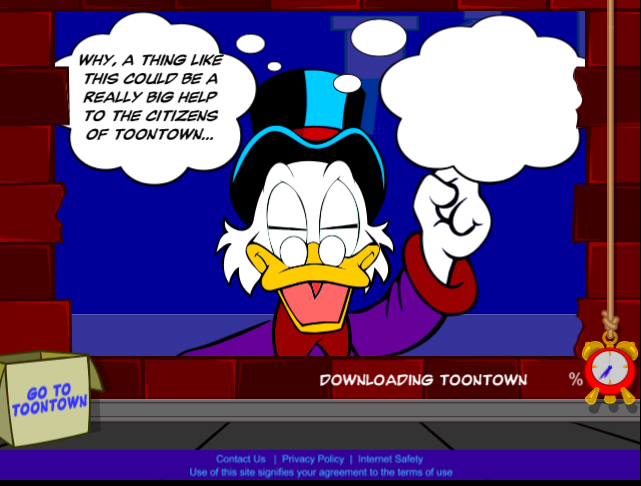 WHY, A THING LIKE
THIS COULD BE A
REALLY BIG HELP
TO THE CITIZENS
OF TOONTOWN...
DOWNLOADING TOONTOWN %
GO TO
TOONTOWN
Contact Us | Privacy Policy | Internet Safety
Use of this site signifies your agreement to the terms of use